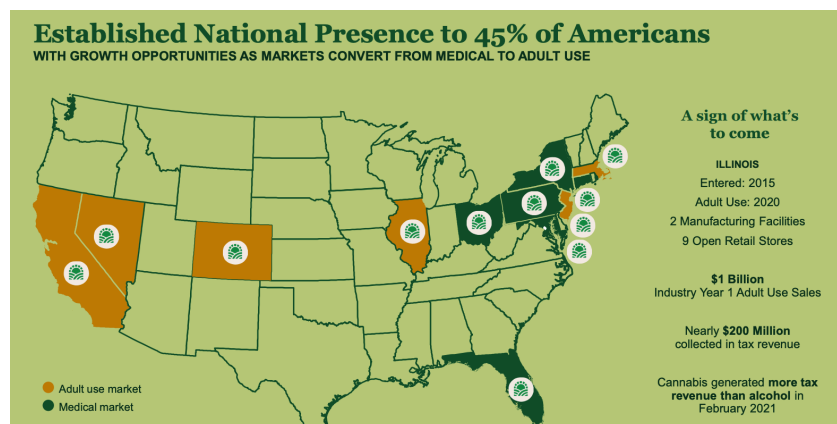 Established National Presence to 45% of Americans
WITH GROWTH OPPORTUNITIES AS MARKETS CONVERT FROM MEDICAL TO ADULT USE
A sign of what's
to come
ILLINOIS
Entered: 2015
Adult Use: 2020
2 Manufacturing Facilities
9 Open Retail Stores
$1 Billion
Industry Year 1 Adult Use Sales
Nearly $200 Million
collected in tax revenue
Cannabis generated more tax
revenue than alcohol in
February 2021
Adult use market
Medical market